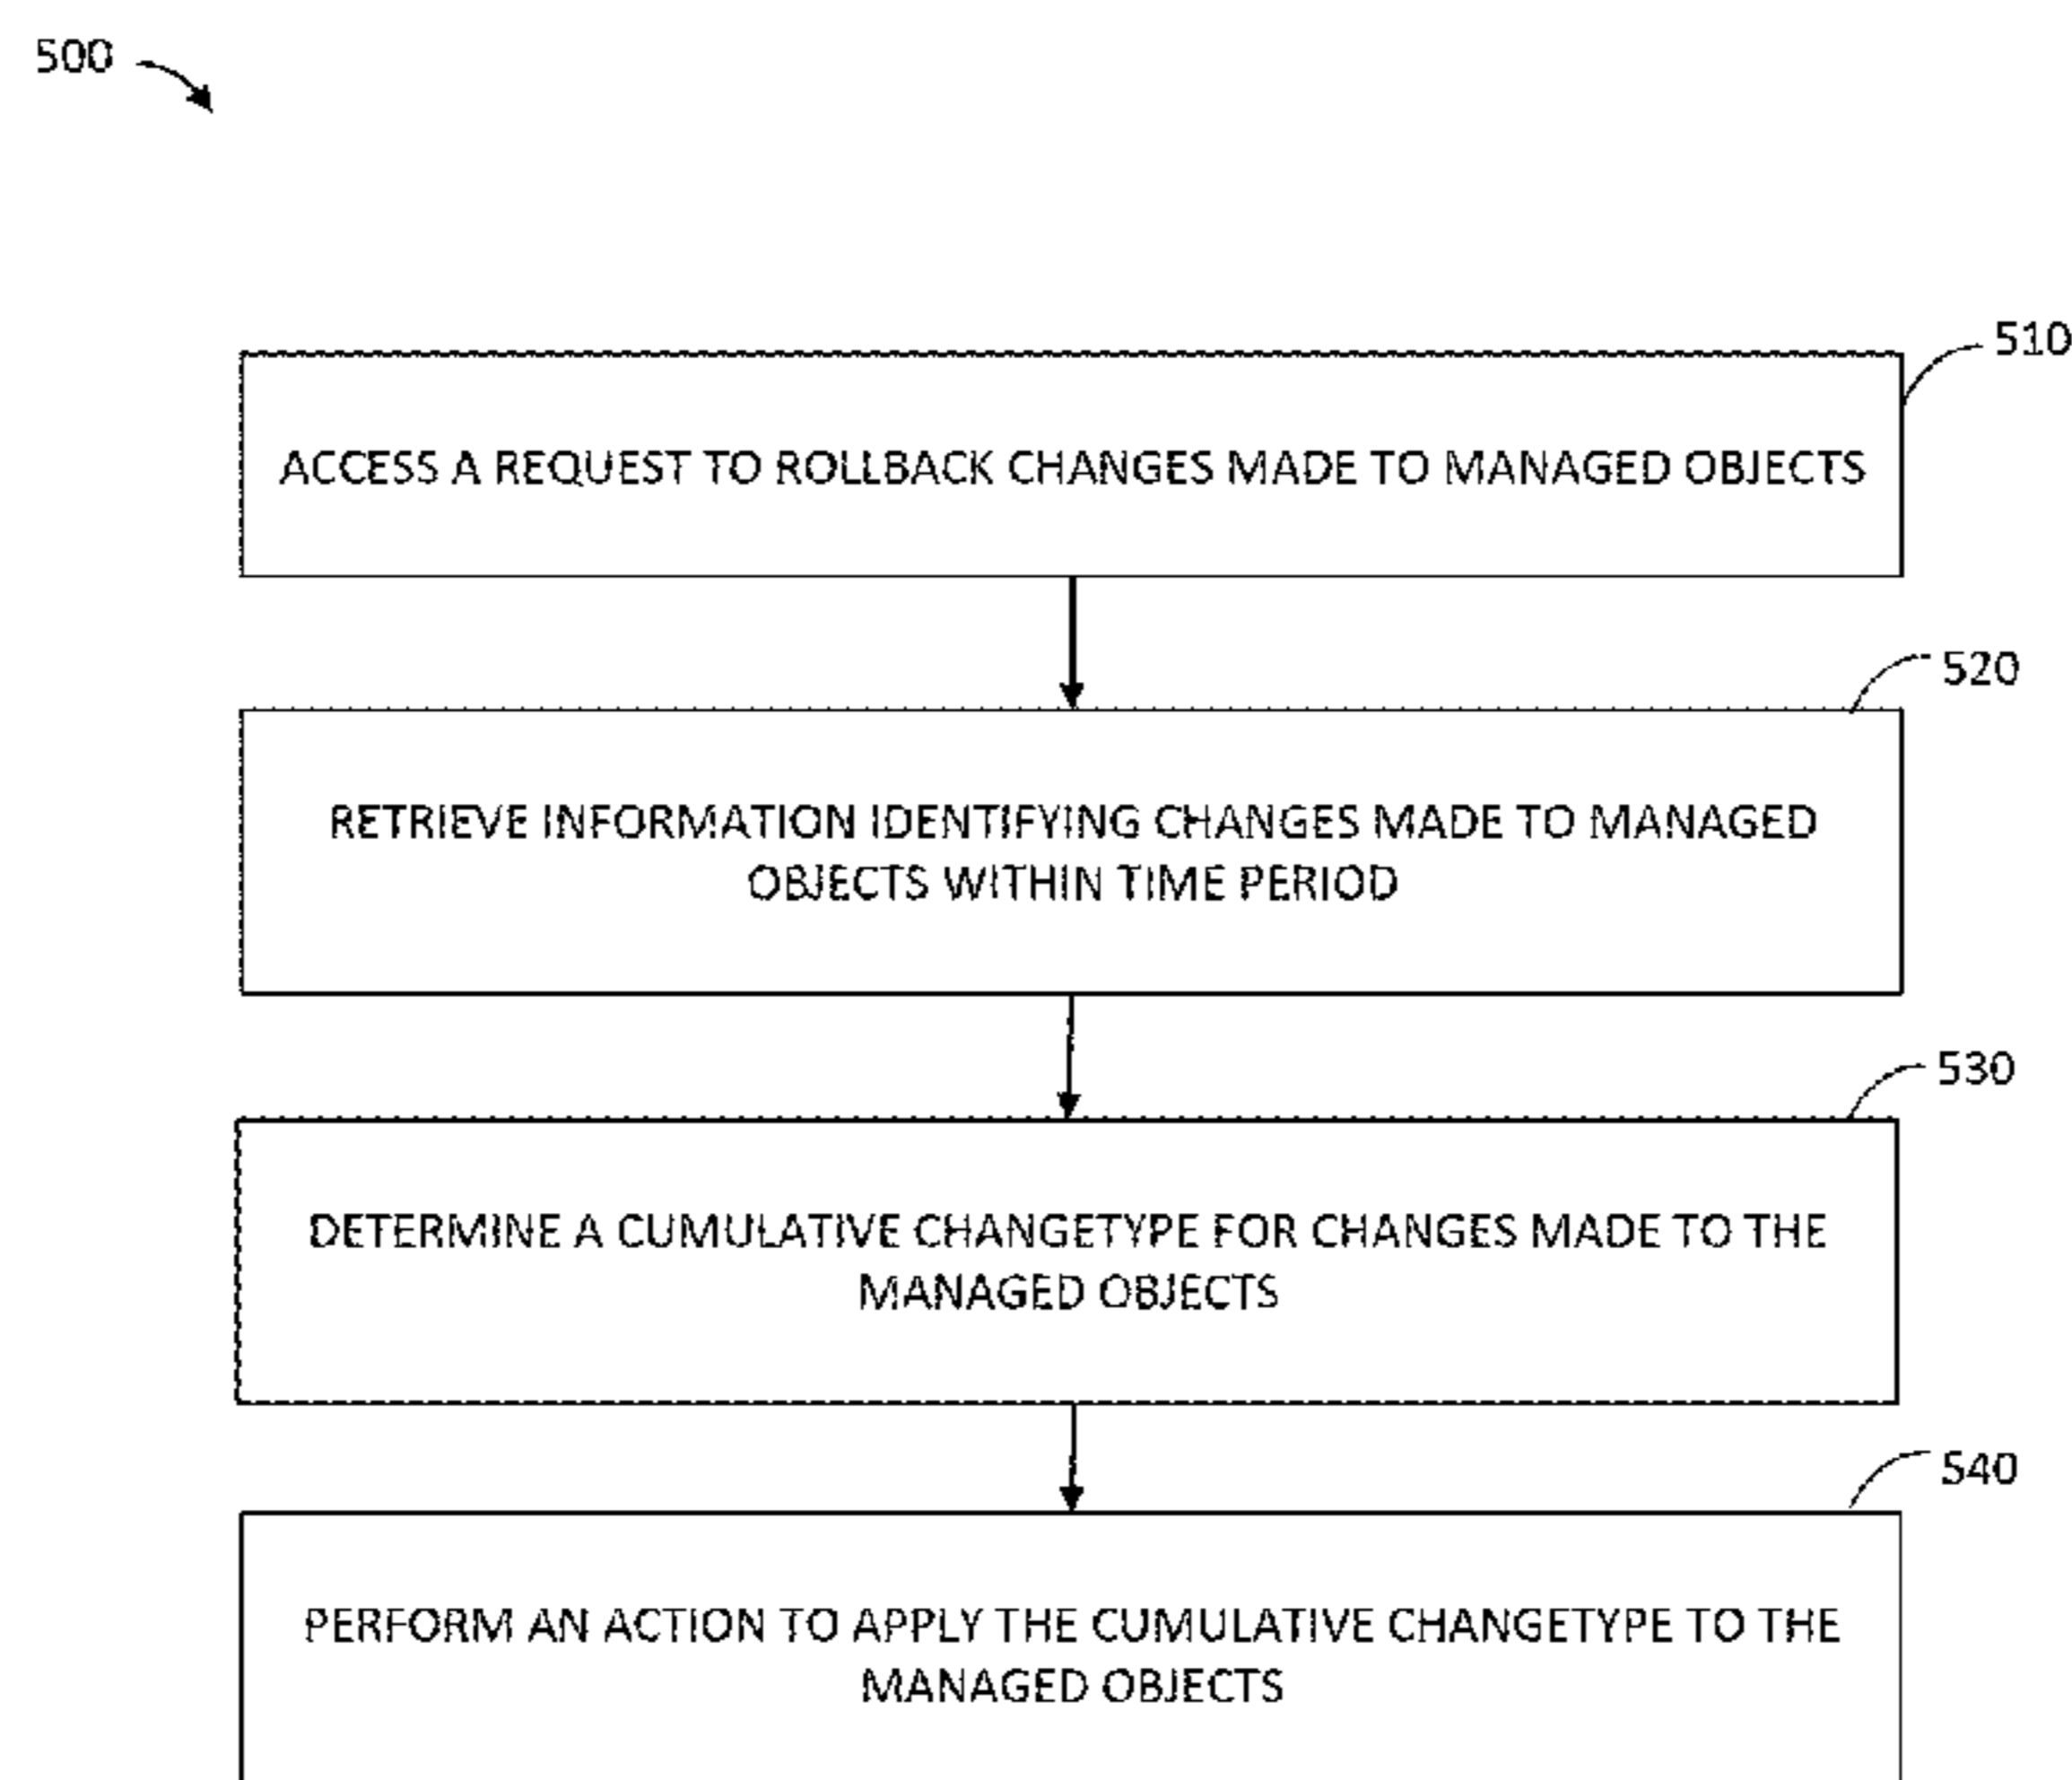 500
510
ACCESS A REQUEST TO ROLLBACK CHANGES MADE TO MANAGED OBJECTS
520
RETRIEVE INFORMATION IDENTIFYING CHANGES MADE TO MANAGED
OBJECTS WITHIN TIME PERIOD
530
DETERMINE A CUMULATIVE CHANGETYPE FOR CHANGES MADE TO THE
MANAGED OBJECTS
540
PERFORM AN ACTION TO APPLY THE CUMULATIVE CHANGETYPE TO THE
MANAGED OBJECTS